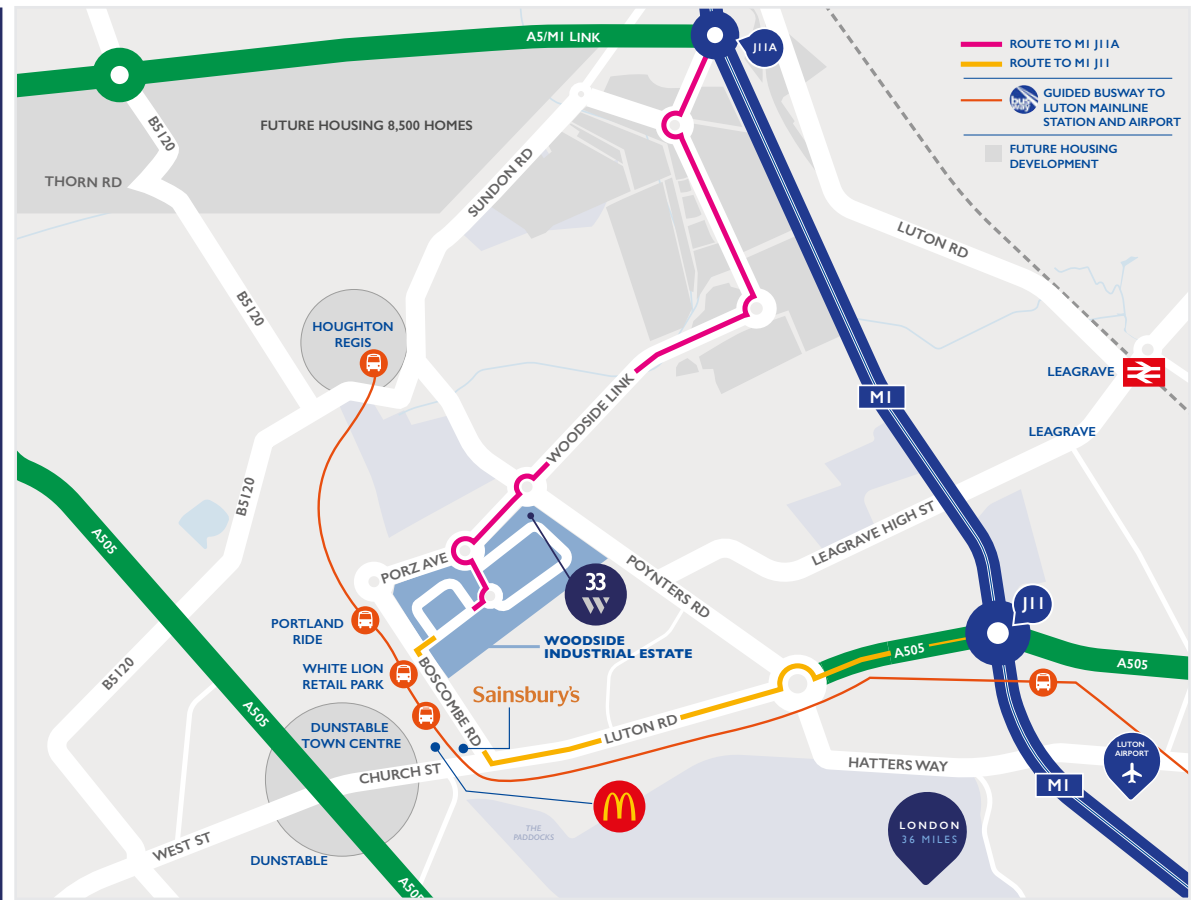 A5/M1 LINK
J11A
ROUTE TO M1 J11A
ROUTE TO M1 J11
bus
way
GUIDED BUSWAY TO
LUTON MAINLINE
STATION AND AIRPORT
FUTURE HOUSING
DEVELOPMENT
B5120
FUTURE HOUSING 8,500 HOMES
THORN RD
SUNDON RD
LUTON RD
B5120
HOUGHTON
REGIS
LEAGRAVE
M1
WOODSIDE LINK
LEAGRAVE
B5120
A505
LEAGRAVE HIGH ST
PORZ AVE
POYNTERS RD
33
W
J11
PORTLAND
RIDE
WOODSIDE
INDUSTRIAL ESTATE
A505
A505
WHITE LION
RETAIL PARK
BOSCOMBE RD
B5120
Sainsbury's
A505
DUNSTABLE
TOWN CENTRE
LUTON RD
LUTON
AIRPORT
CHURCH ST
HATTERS WAY
M1
LONDON
36 MILES
THE
PADDOCKS
WEST ST
DUNSTABLE
A505